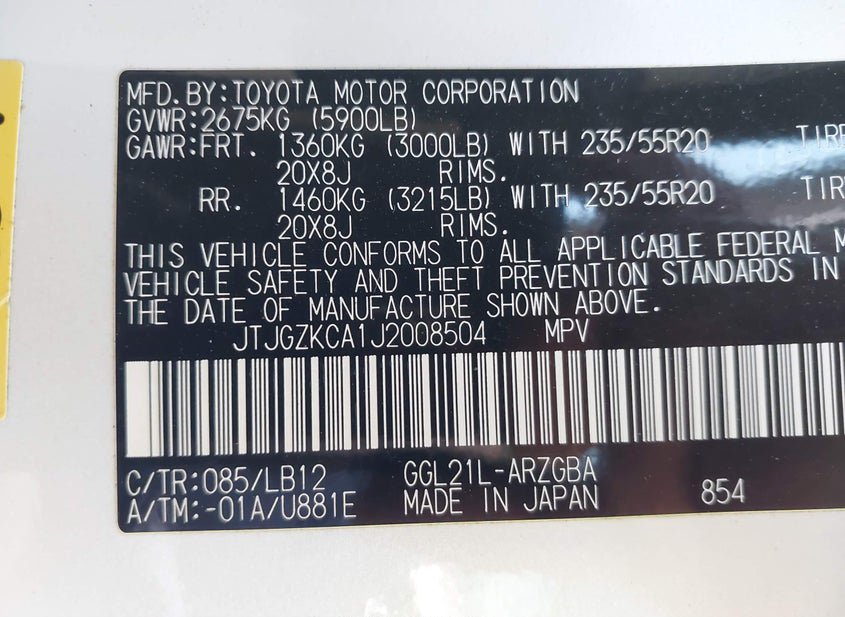 MFD.BY:TOYOTA MOTOR CORPORATION
GVWR:2675KG (5900LB)
GAWR:FRT. 1360KG (3000LB) WITH 235/55R20
20X8J RIMS.
RR. 1460KG (3215LB) WITH 235/55R20
20X8J RIMS.
THIS VEHICLE CONFORMS TO ALL APPLICABLE FEDERAL M
VEHICLE SAFETY AND THEFT PREVENTION STANDARDS IN
THE DATE OF MANUFACTURE SHOWN ABOVE.
JTJGZKCA1J2008504 MPV
C/TR:085/LB12 GGL21L-ARZGBA
A/TM:-01A/U881E MADE IN JAPAN 854